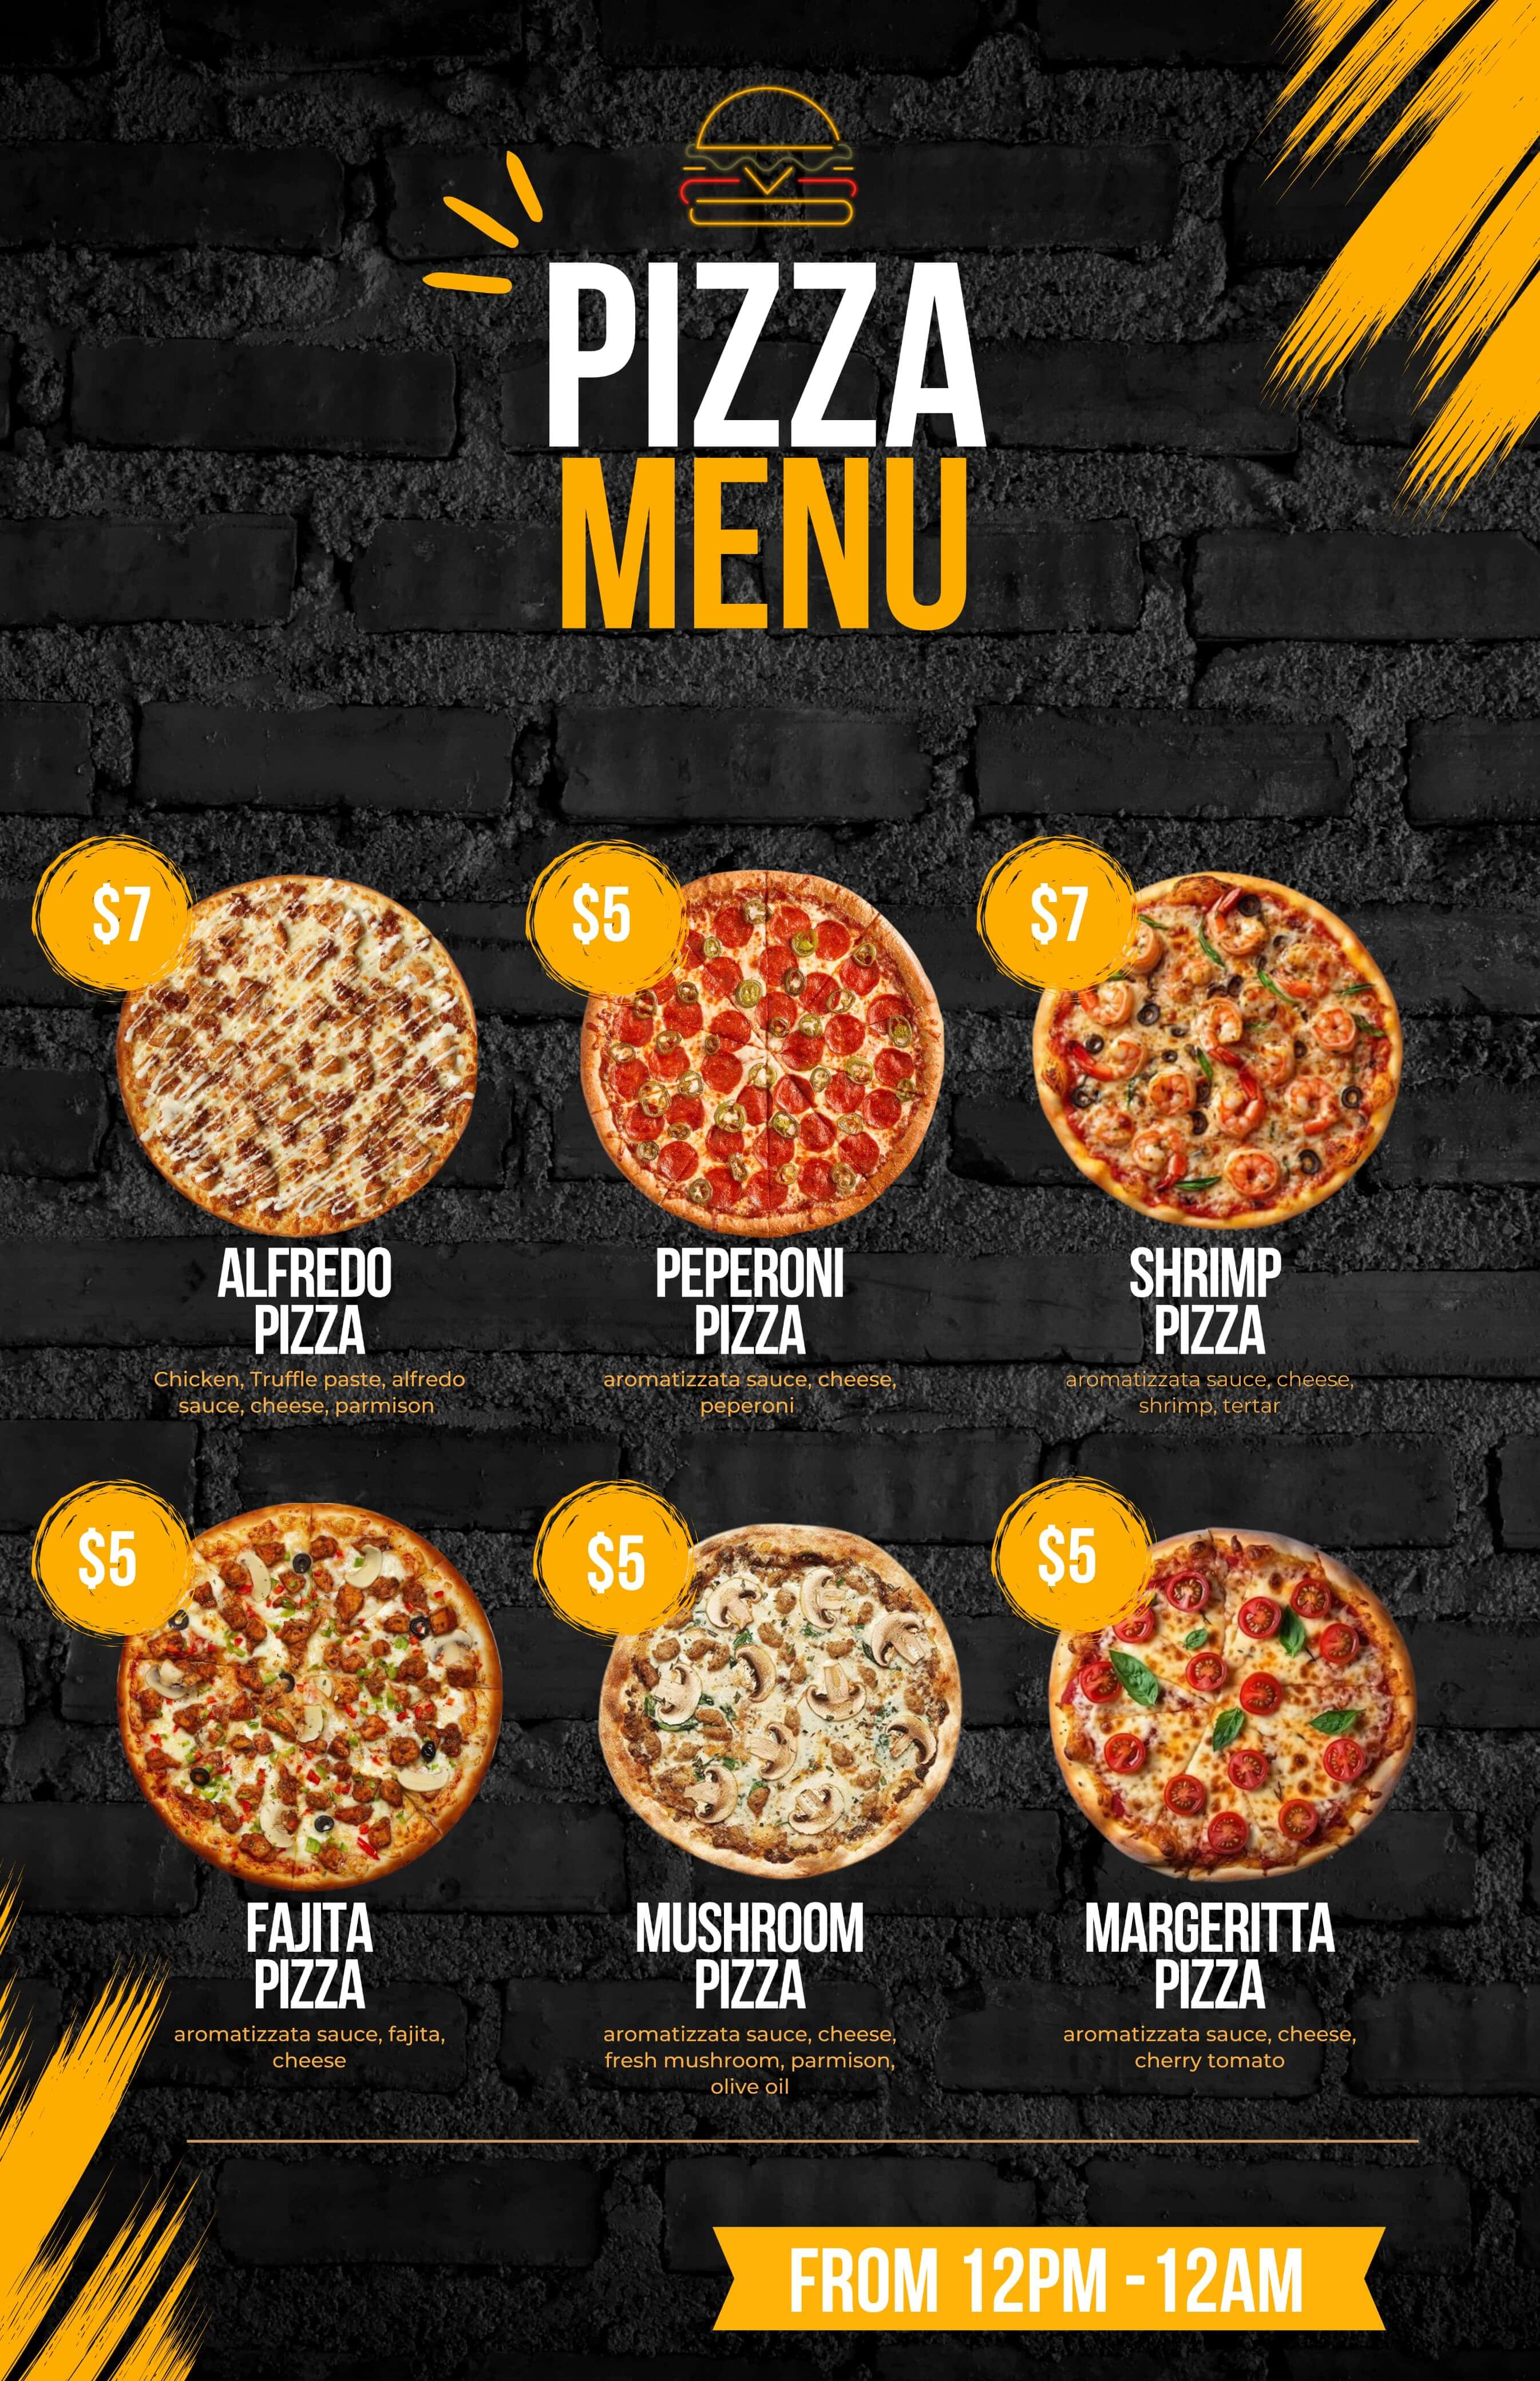 PIZZA
MENU
$7
$5
$7
ALFREDO
PIZZA
Chicken, Truffle paste, alfredo
sauce, cheese, parmison
PEPERONI
PIZZA
aromatizzata sauce, cheese,
peperoni
SHRIMP
PIZZA
aromatizzata sauce, cheese,
shrimp, tertar
$5
$5
$5
FAJITA
PIZZA
aromatizzata sauce, fajita,
cheese
MUSHROOM
PIZZA
aromatizzata sauce, cheese,
fresh mushroom, parmison,
olive oil
MARGERITTA
PIZZA
aromatizzata sauce, cheese,
cherry tomato
FROM 12PM -12AM